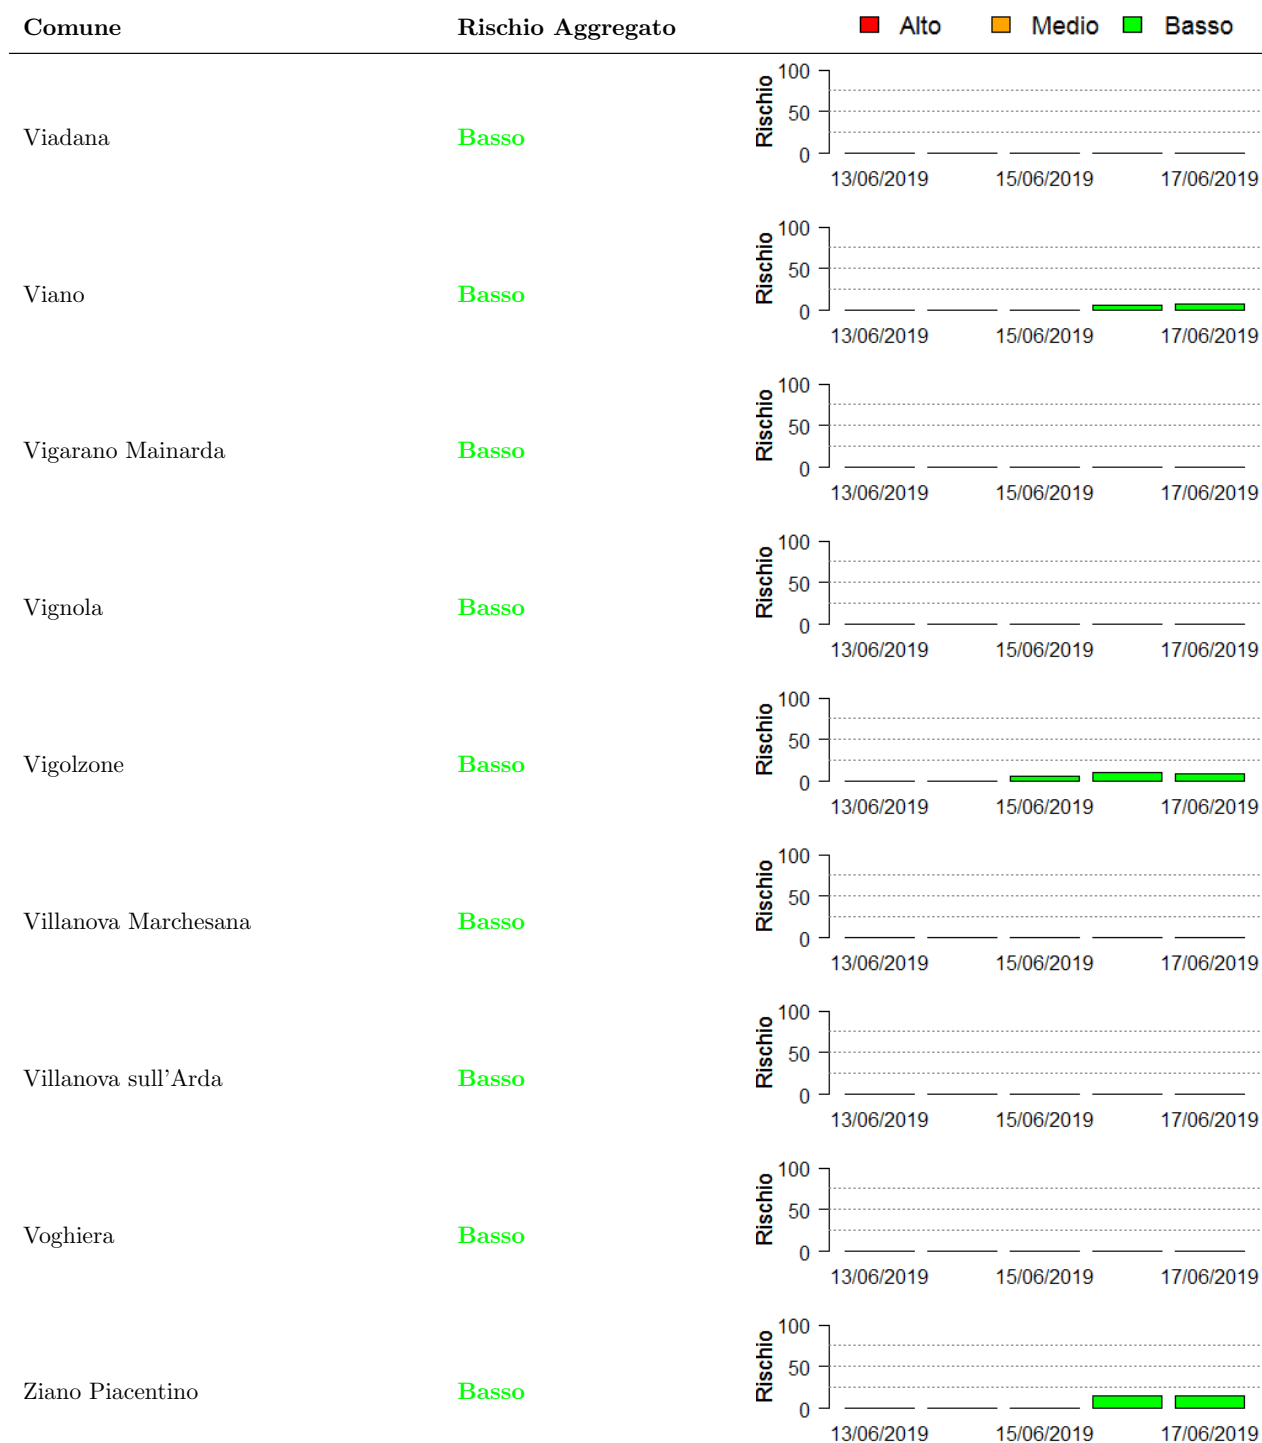 Comune Rischio Aggregato Alto Medio Basso
100
50
0
Rischio
Viadana Basso
13/06/2019 15/06/2019 17/06/2019
100
50
0
Rischio
Viano Basso
13/06/2019 15/06/2019 17/06/2019
100
50
0
Rischio
Vigarano Mainarda Basso
13/06/2019 15/06/2019 17/06/2019
100
50
0
Rischio
Vignola Basso
13/06/2019 15/06/2019 17/06/2019
100
50
0
Rischio
Vigolzone Basso
13/06/2019 15/06/2019 17/06/2019
100
50
0
Rischio
Villanova Marchesana Basso
13/06/2019 15/06/2019 17/06/2019
100
50
0
Rischio
Villanova sull'Arda Basso
13/06/2019 15/06/2019 17/06/2019
100
50
0
Rischio
Voghiera Basso
13/06/2019 15/06/2019 17/06/2019
100
50
0
Rischio
Ziano Piacentino Basso
13/06/2019 15/06/2019 17/06/2019